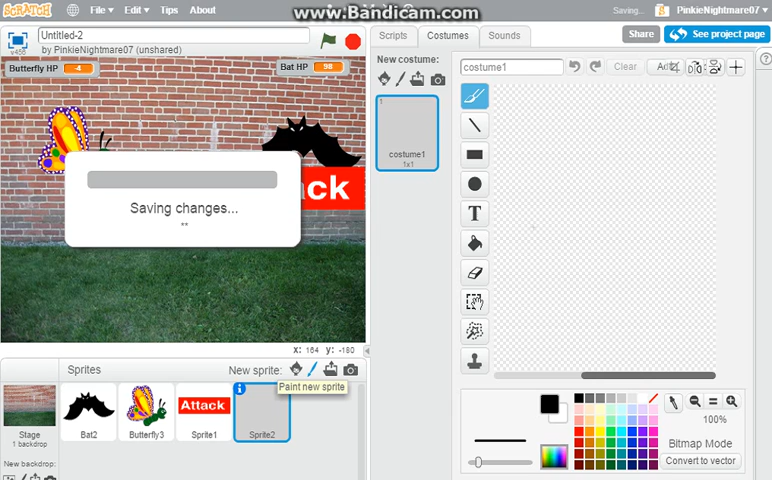 www.Bandicam.com
SCRATCH File Edit Tips About Saving... PinkieNightmare07
v456 Untitled-2
by PinkieNightmare07 (unshared)
Scripts Costumes Sounds Share See project page
Butterfly HP -4 Bat HP 98
New costume: costume1 Clear
1
costume1
1x1
ack
Saving changes...
T
x: 164 y: -180
Sprites New sprite:
Paint new sprite
Attack
Stage
1 backdrop
Bat2 Butterfly3 Sprite1 Sprite2
New backdrop:
100%
Bitmap Mode
Convert to vector